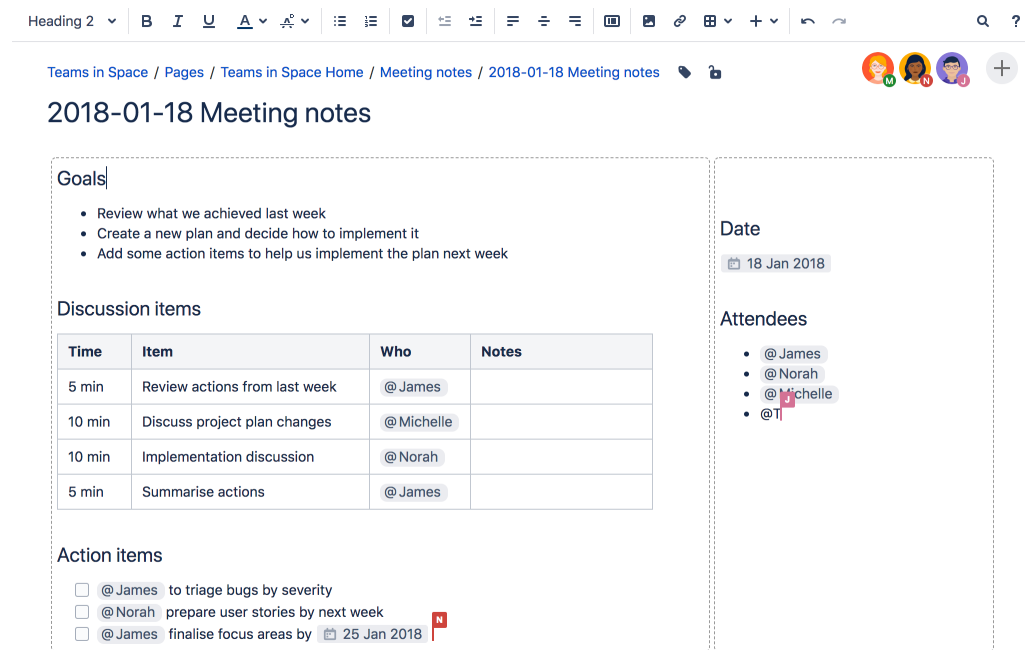 Heading 2
B I U A A ?
Teams in Space / Pages / Teams in Space Home / Meeting notes / 2018-01-18 Meeting notes
M N J
2018-01-18 Meeting notes
Goals
• Review what we achieved last week
• Create a new plan and decide how to implement it
• Add some action items to help us implement the plan next week
Discussion items
Time Item Who Notes
5 min Review actions from last week @James
10 min Discuss project plan changes @Michelle
10 min Implementation discussion @Norah
5 min Summarise actions @James
Action items
@James to triage bugs by severity
@Norah prepare user stories by next week
@James finalise focus areas by 25 Jan 2018
N
Date
18 Jan 2018
Attendees
• @James
• @Norah
• @Michelle
J
• @T